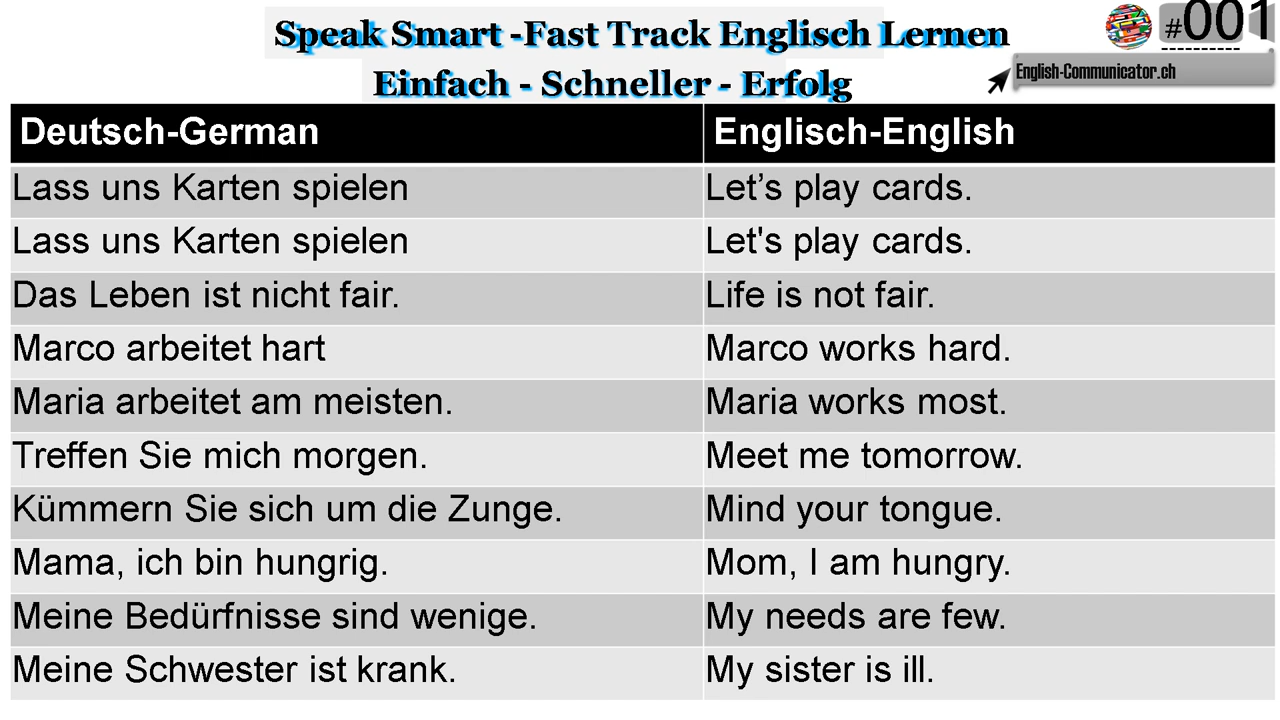 Speak Smart -Fast Track Englisch Lernen
Einfach - Schneller - Erfolg
#001
English-Communicator.ch
Deutsch-German Englisch-English
Lass uns Karten spielen Let’s play cards.
Lass uns Karten spielen Let's play cards.
Das Leben ist nicht fair. Life is not fair.
Marco arbeitet hart Marco works hard.
Maria arbeitet am meisten. Maria works most.
Treffen Sie mich morgen. Meet me tomorrow.
Kümmern Sie sich um die Zunge. Mind your tongue.
Mama, ich bin hungrig. Mom, I am hungry.
Meine Bedürfnisse sind wenige. My needs are few.
Meine Schwester ist krank. My sister is ill.